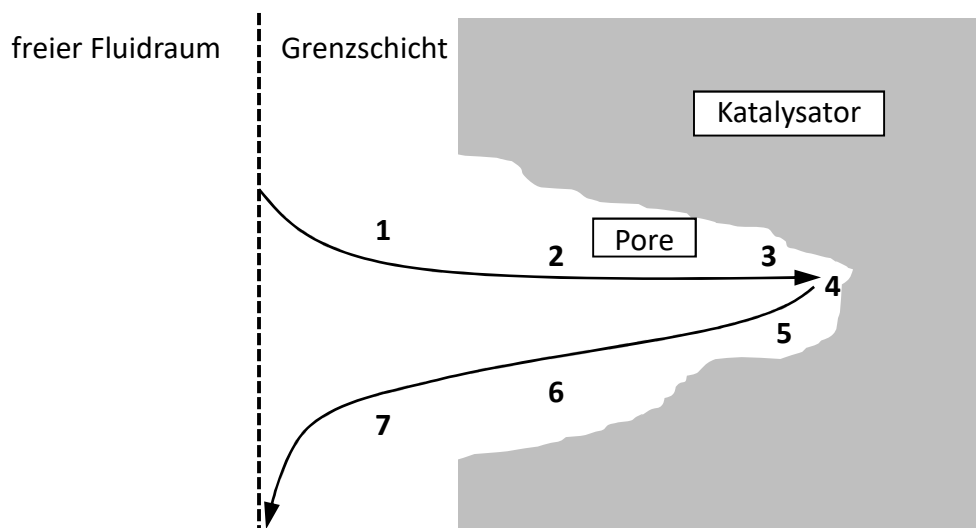 freier Fluidraum
Grenzschicht
Katalysator
Pore
1
2
3
4
5
6
7